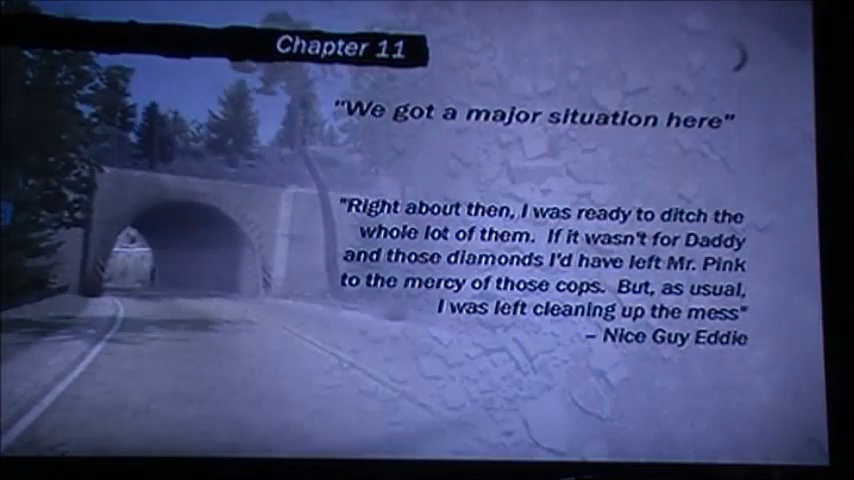 Chapter 11
"We got a major situation here"
"Right about then, I was ready to ditch the
whole lot of them. If it wasn't for Daddy
and those diamonds I'd have left Mr. Pink
to the mercy of those cops. But, as usual,
I was left cleaning up the mess"
– Nice Guy Eddie